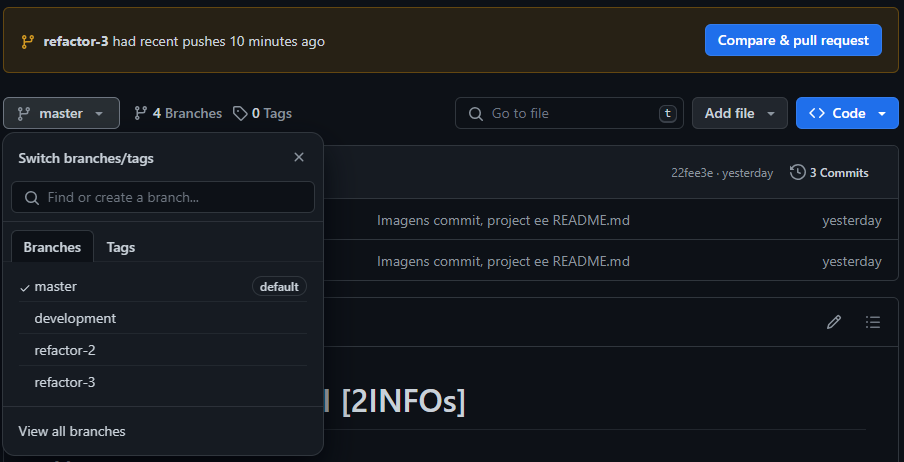 refactor-3 had recent pushes 10 minutes ago
Compare & pull request
master
4 Branches
0 Tags
Go to file
t
Add file
Code
Switch branches/tags
22fee3e · yesterday
3 Commits
Find or create a branch...
Imagens commit, project ee README.md
yesterday
Branches
Tags
Imagens commit, project ee README.md
yesterday
master
default
development
refactor-2
refactor-3
[2INFOs]
View all branches